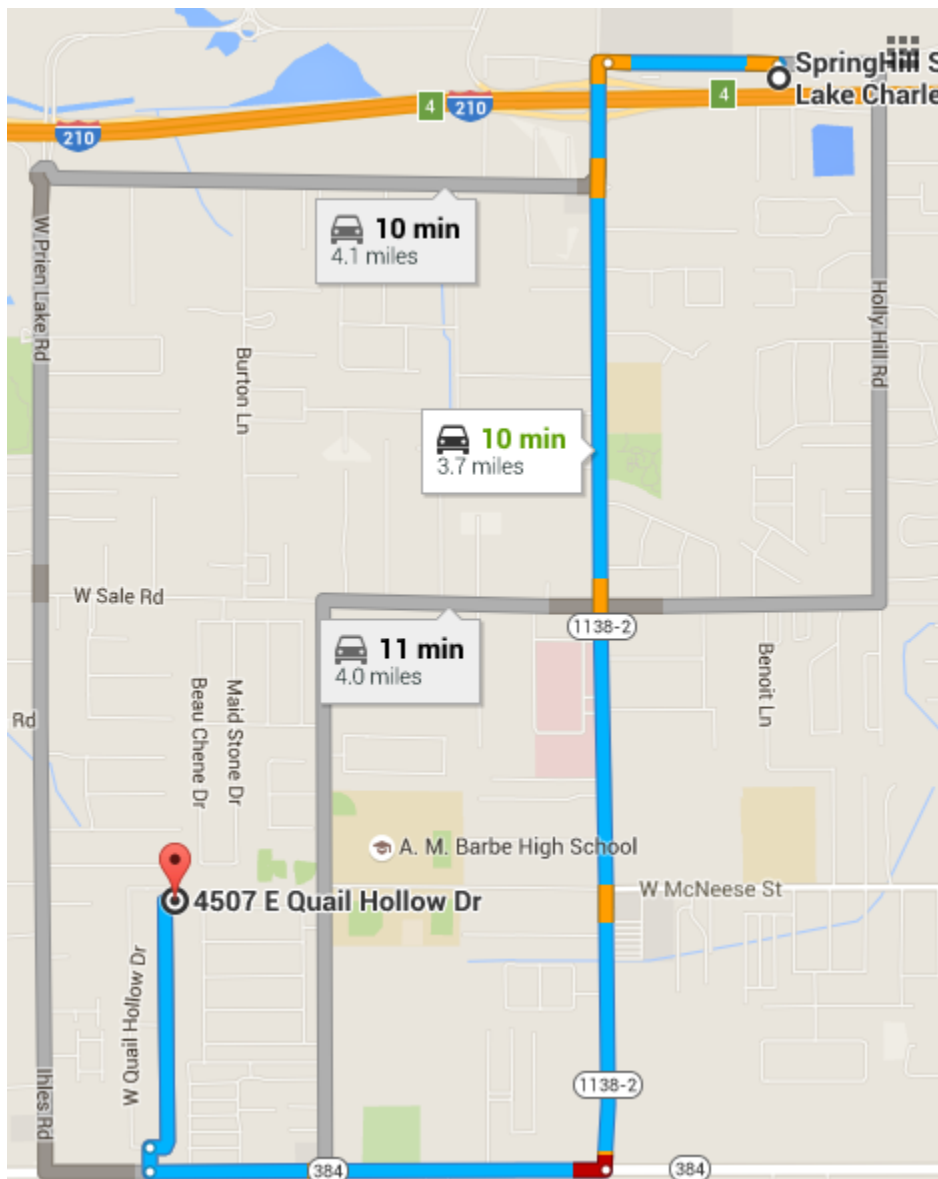 SpringHill S
Lake Charle
4
210
4
210
10 min
4.1 miles
W Prien Lake Rd
Holly Hill Rd
Burton Ln
10 min
3.7 miles
W Sale Rd
1138-2
11 min
4.0 miles
Benoit Ln
Maid Stone Dr
Beau Chene Dr
Rd
A. M. Barbe High School
W McNeese St
4507 E Quail Hollow Dr
W Quail Hollow Dr
1138-2
Ihles Rd
384
384